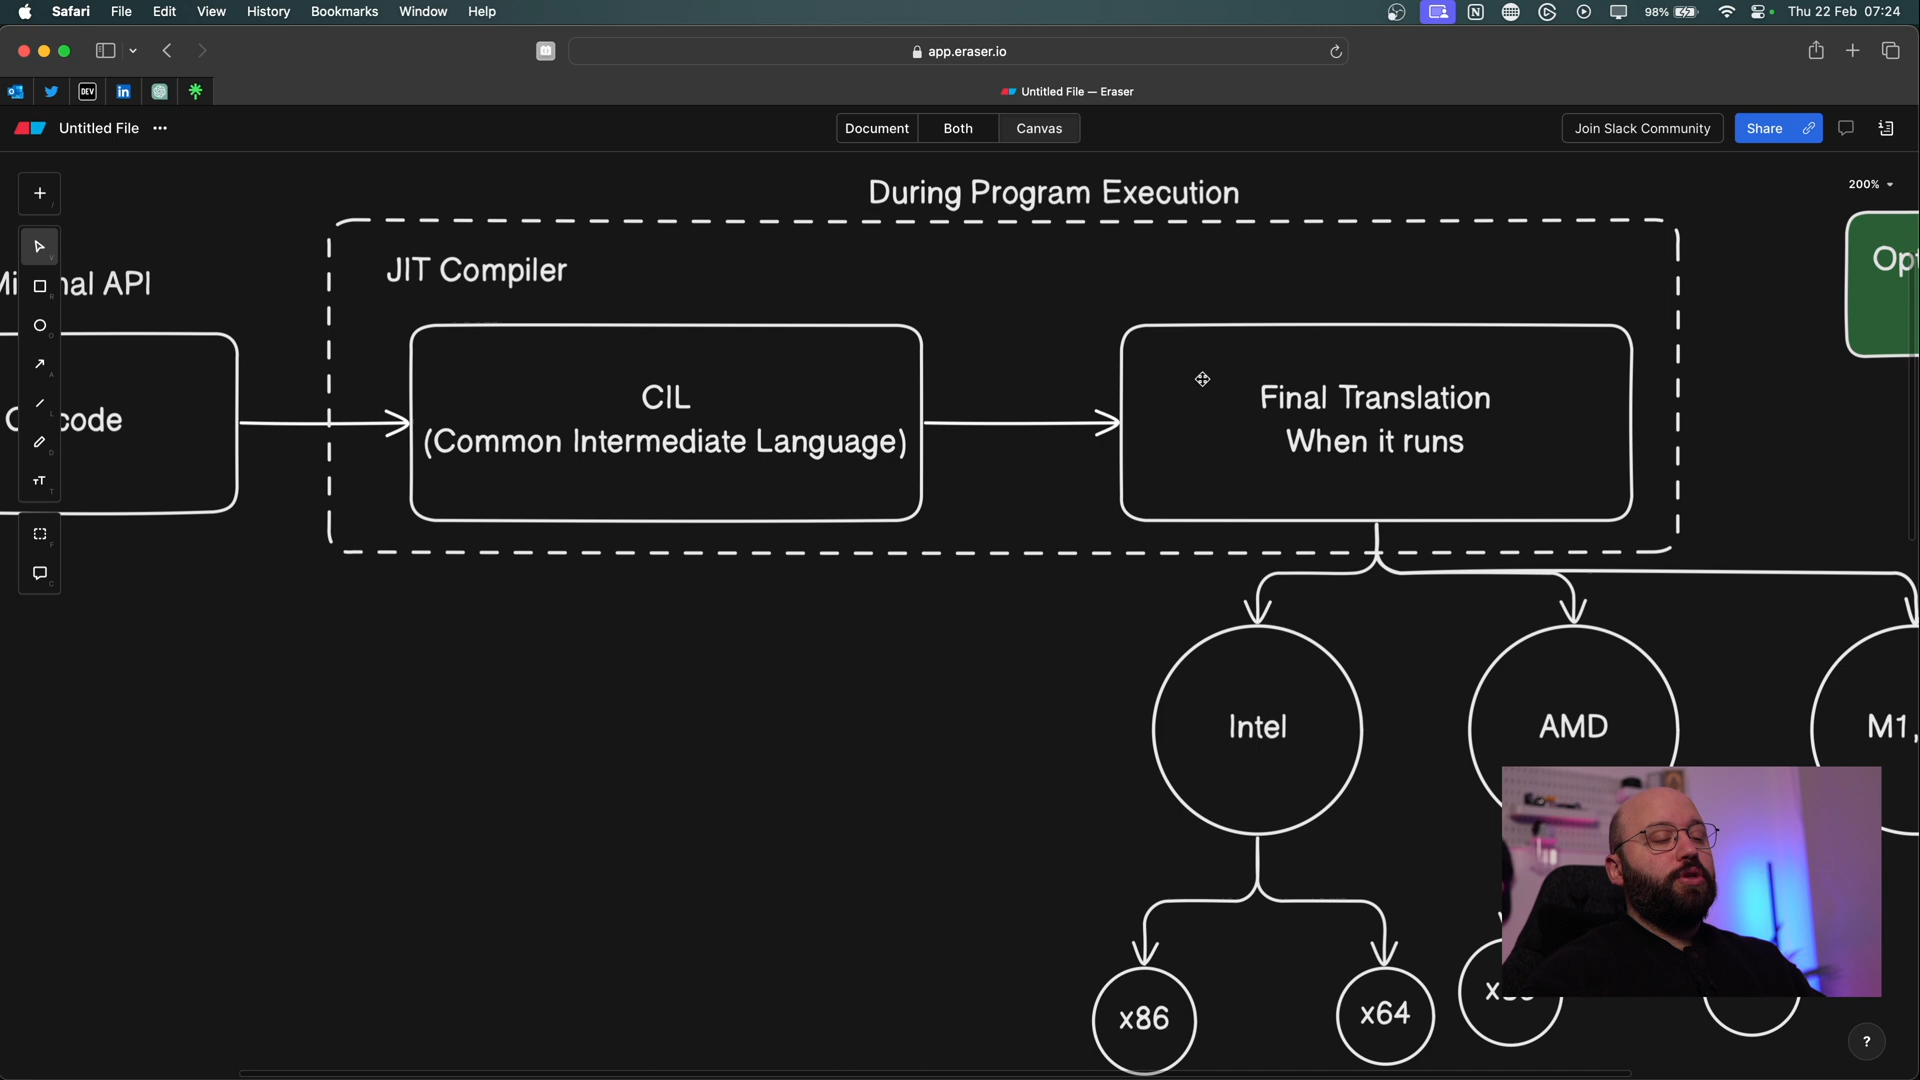 Safari File Edit View History Bookmarks Window Help
98%
Thu 22 Feb 07:24
app.eraser.io
DEV
in
Untitled File — Eraser
Untitled File
Document
Both
Canvas
Join Slack Community
Share
200%
During Program Execution
JIT Compiler
API
code
CIL
(Common Intermediate Language)
Final Translation
When it runs
Intel
AMD
M1,
x86
x64
?